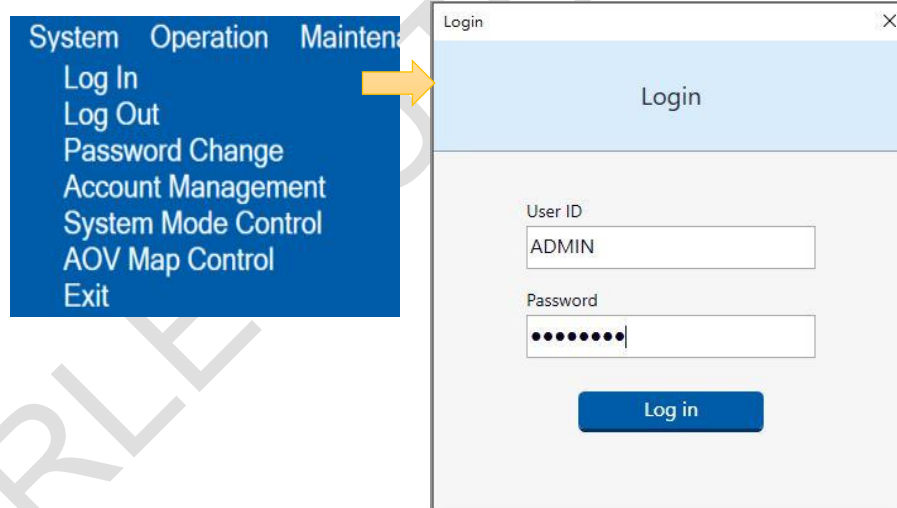 System Operation Maintena
Log In
Log Out
Password Change
Account Management
System Mode Control
AOV Map Control
Exit
Login
Login
User ID
ADMIN
Password
••••••••
Log in